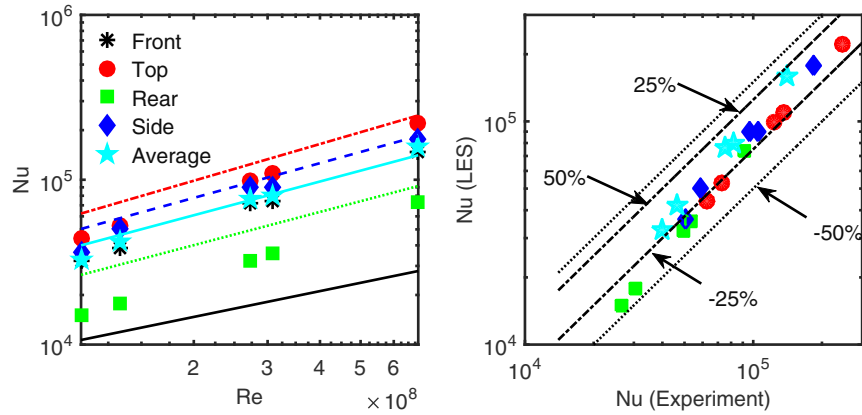 10^6
Front
Top
Rear
Side
Average
10^5
Nu
10^4
2
3
4
5
6
Re
× 10^8
25%
10^5
50%
-50%
-25%
Nu (LES)
10^4
10^4
10^5
Nu (Experiment)